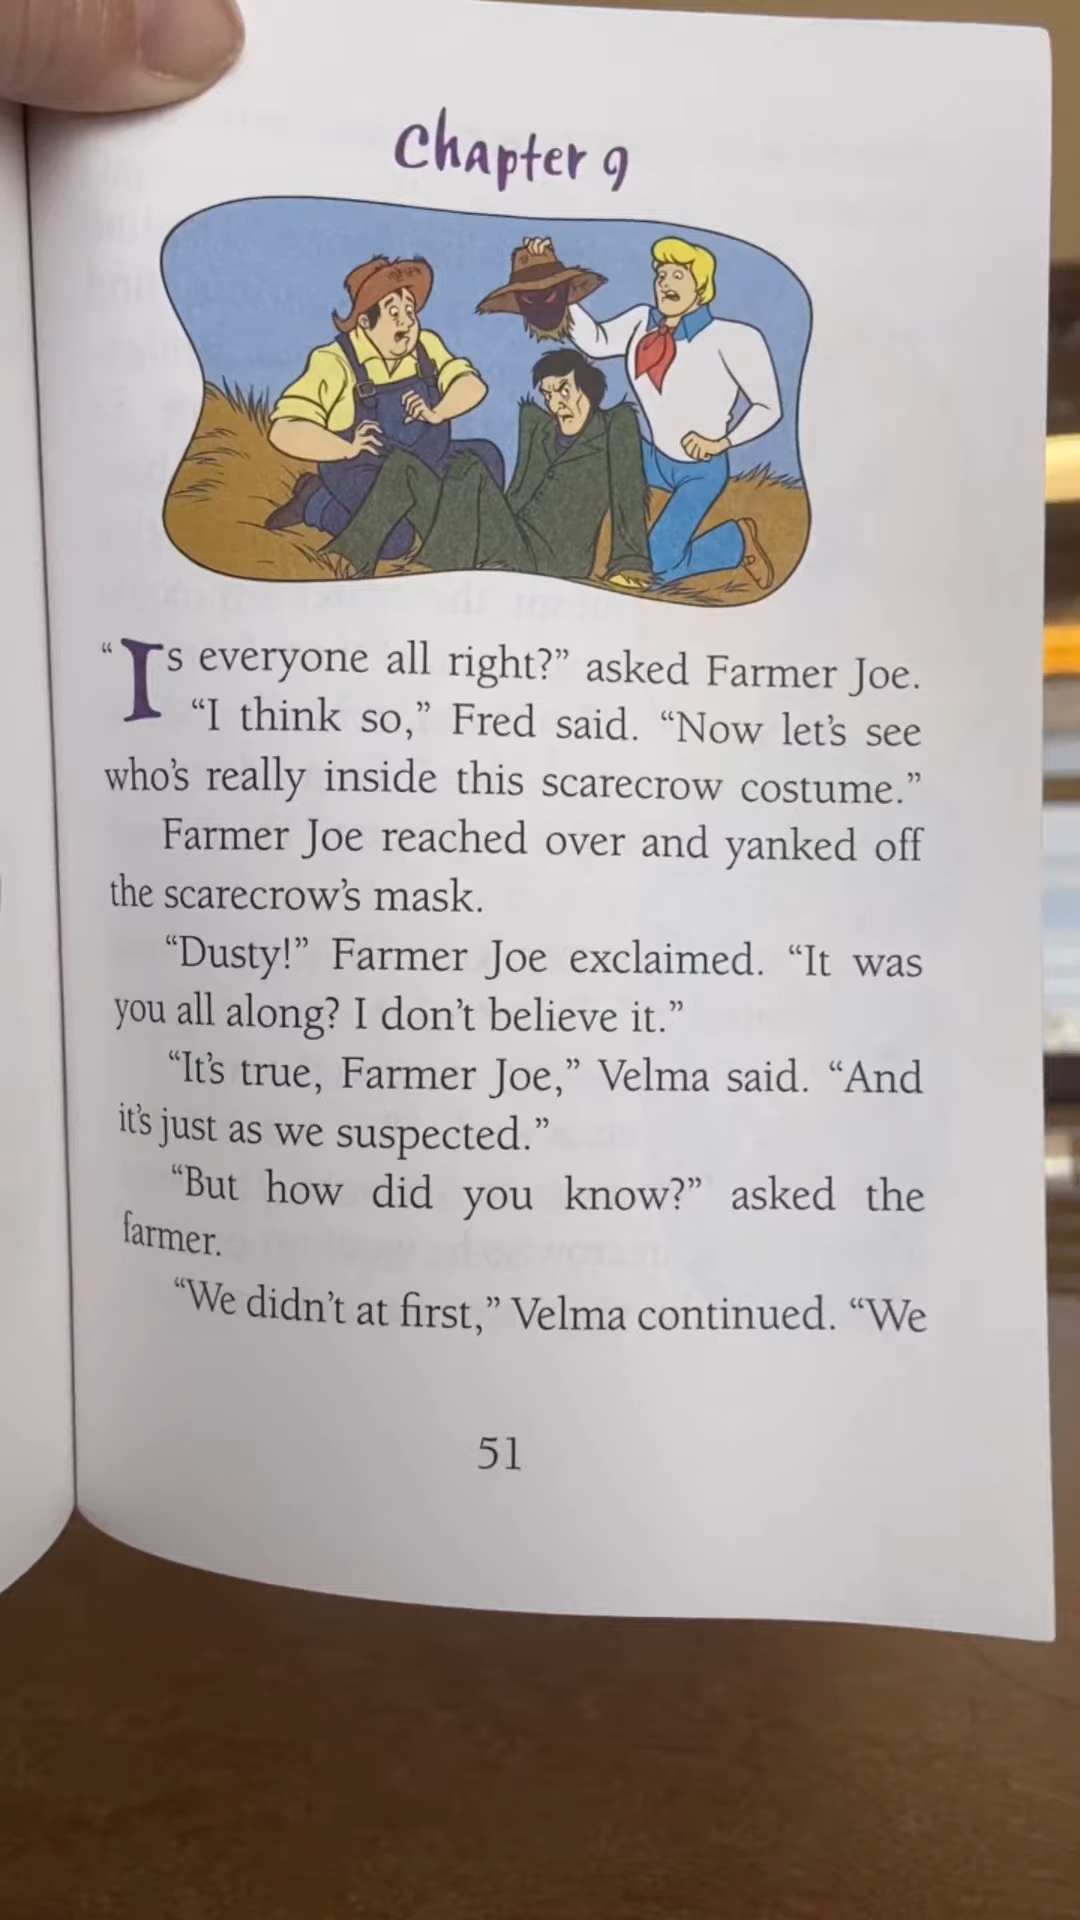 Chapter 9
“Is everyone all right?” asked Farmer Joe.
“I think so,” Fred said. “Now let’s see
who’s really inside this scarecrow costume.”
Farmer Joe reached over and yanked off
the scarecrow’s mask.
“Dusty!” Farmer Joe exclaimed. “It was
you all along? I don’t believe it.”
“It’s true, Farmer Joe,” Velma said. “And
it’s just as we suspected.”
“But how did you know?” asked the
farmer.
“We didn’t at first,” Velma continued. “We
51